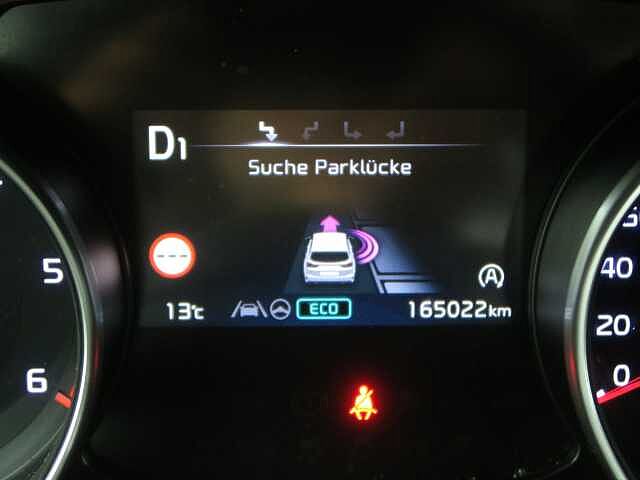 D1
Suche Parklücke
---
13°C
ECO
A
165022km
5
6
40
20
0